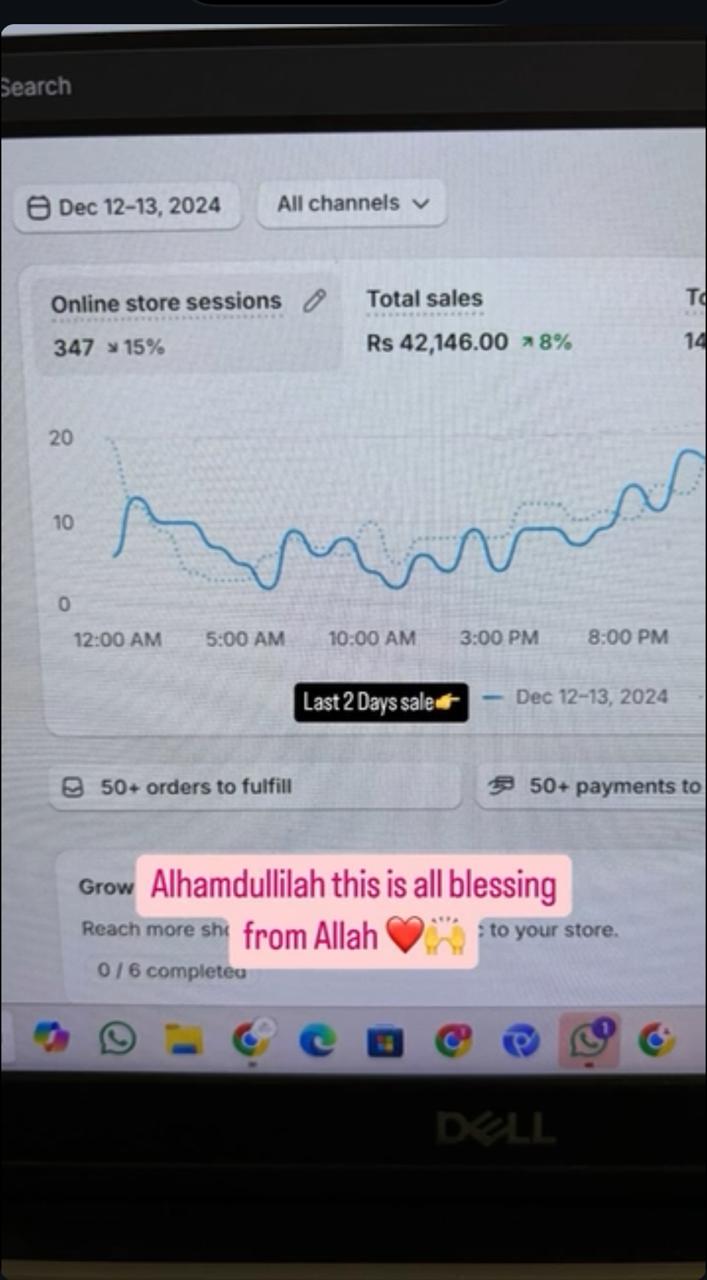 Search
Dec 12–13, 2024
All channels
Online store sessions
Total sales
347 ↘ 15%
Rs 42,146.00 ↗ 8%
14
20
10
0
12:00 AM 5:00 AM 10:00 AM 3:00 PM 8:00 PM
Last 2 Days sale👉
Dec 12–13, 2024
50+ orders to fulfill
50+ payments to
Grow
Alhamdullilah this is all blessing
Reach more
from Allah ❤️🙌
to your store.
0 / 6 completed
1
DELL